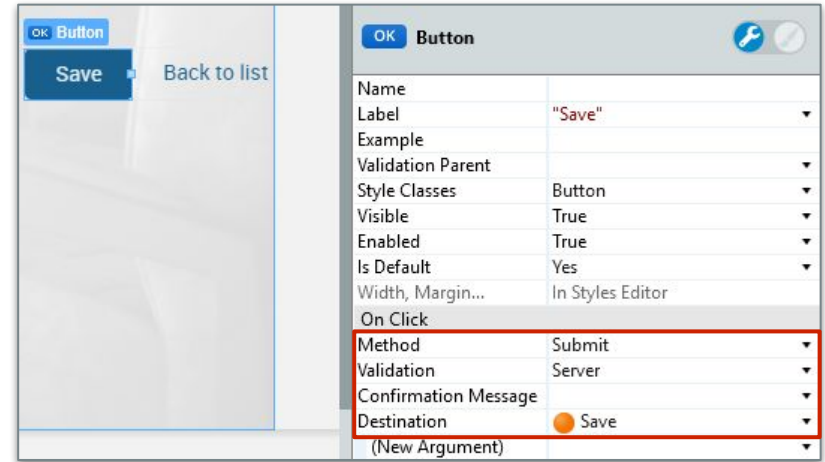 OK Button
Save Back to list
OK Button
Name
Label "Save"
Example
Validation Parent
Style Classes Button
Visible True
Enabled True
Is Default Yes
Width, Margin... In Styles Editor
On Click
Method Submit
Validation Server
Confirmation Message
Destination Save
(New Argument)